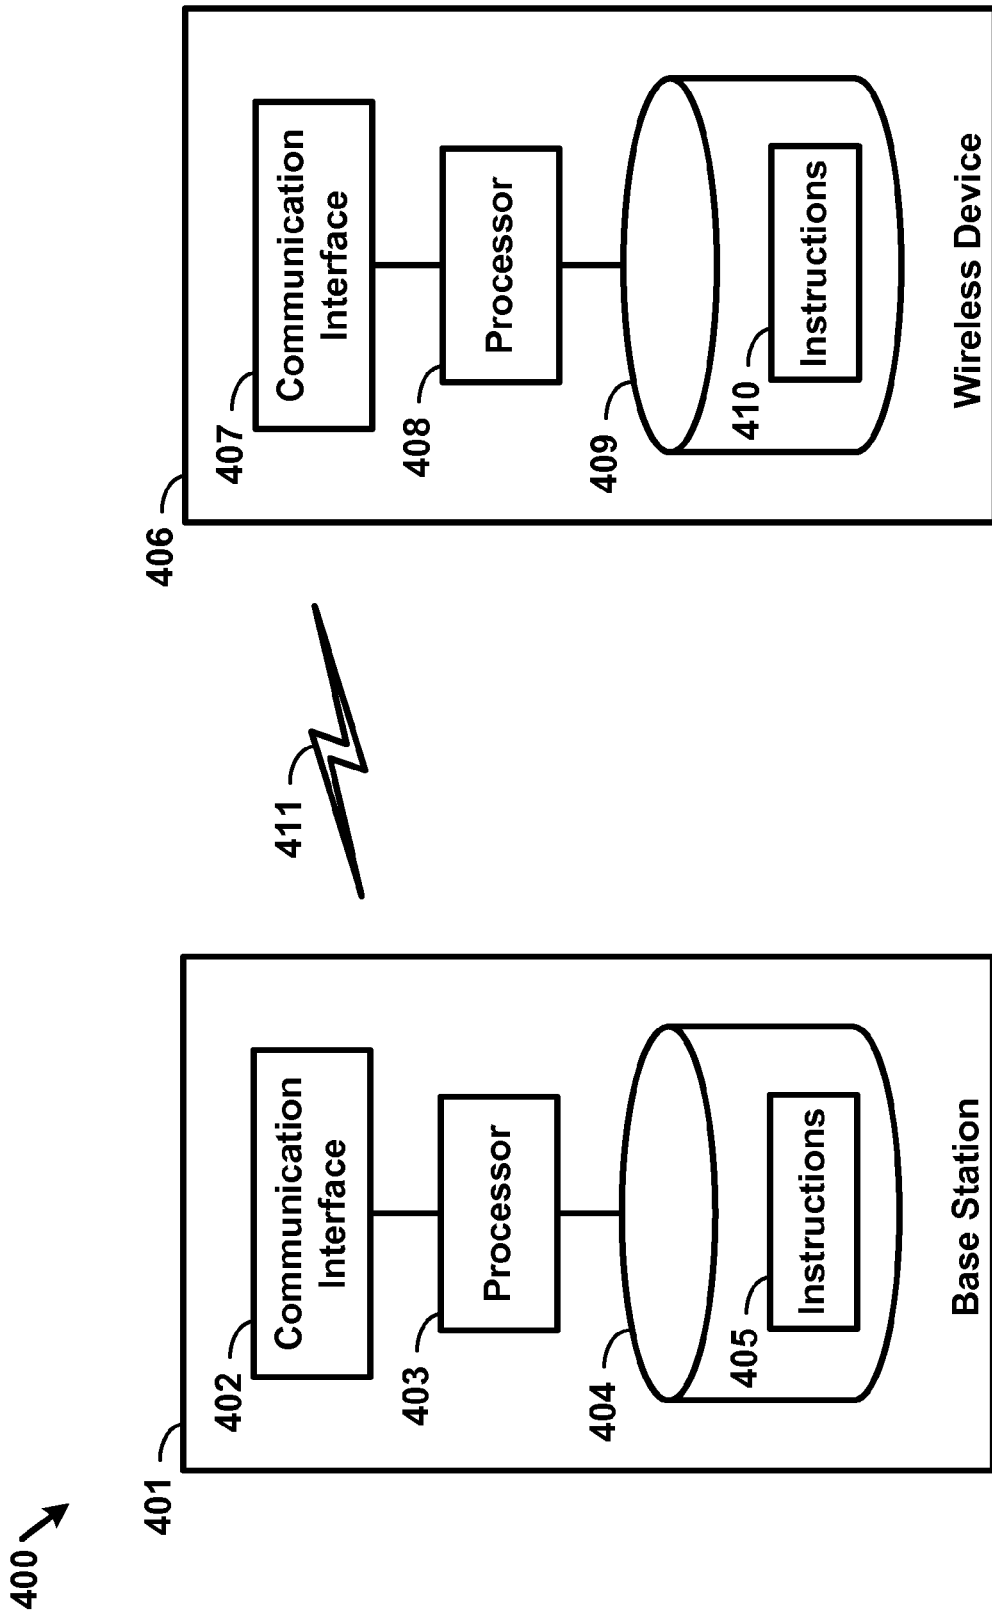 400
401
402
Communication
Interface
403
Processor
404
405
Instructions
Base Station
411
406
407
Communication
Interface
408
Processor
409
410
Instructions
Wireless Device